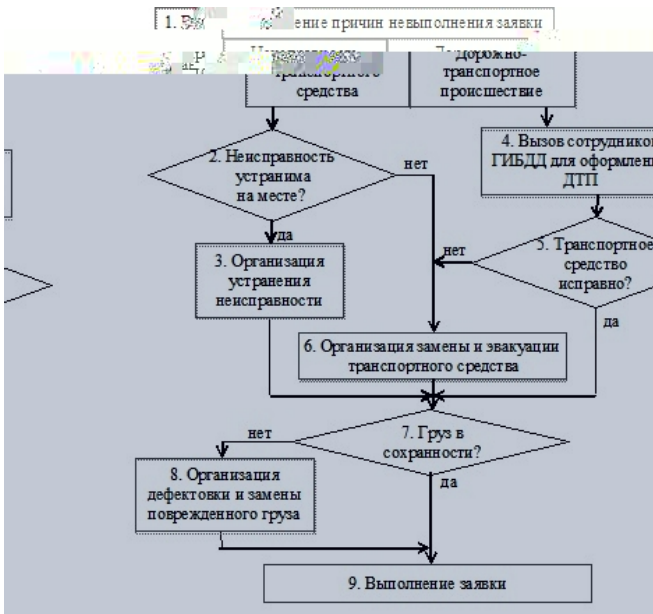 1. ение причин невыполнения заявки
Дорожно-
транспортное
происшествие
транспортного
средства
2. Неисправность
устранима
на месте?
нет
4. Вызов сотруднико
ГИБДД для оформлени
ДТП
да
3. Организация
устранения
неисправности
нет
5. Транспортное
средство
исправно?
да
6. Организация замены и эвакуации
транспортного средства
нет
7. Груз в
сохранности?
да
8. Организация
дефектовки и замены
поврежденного груза
9. Выполнение заявки